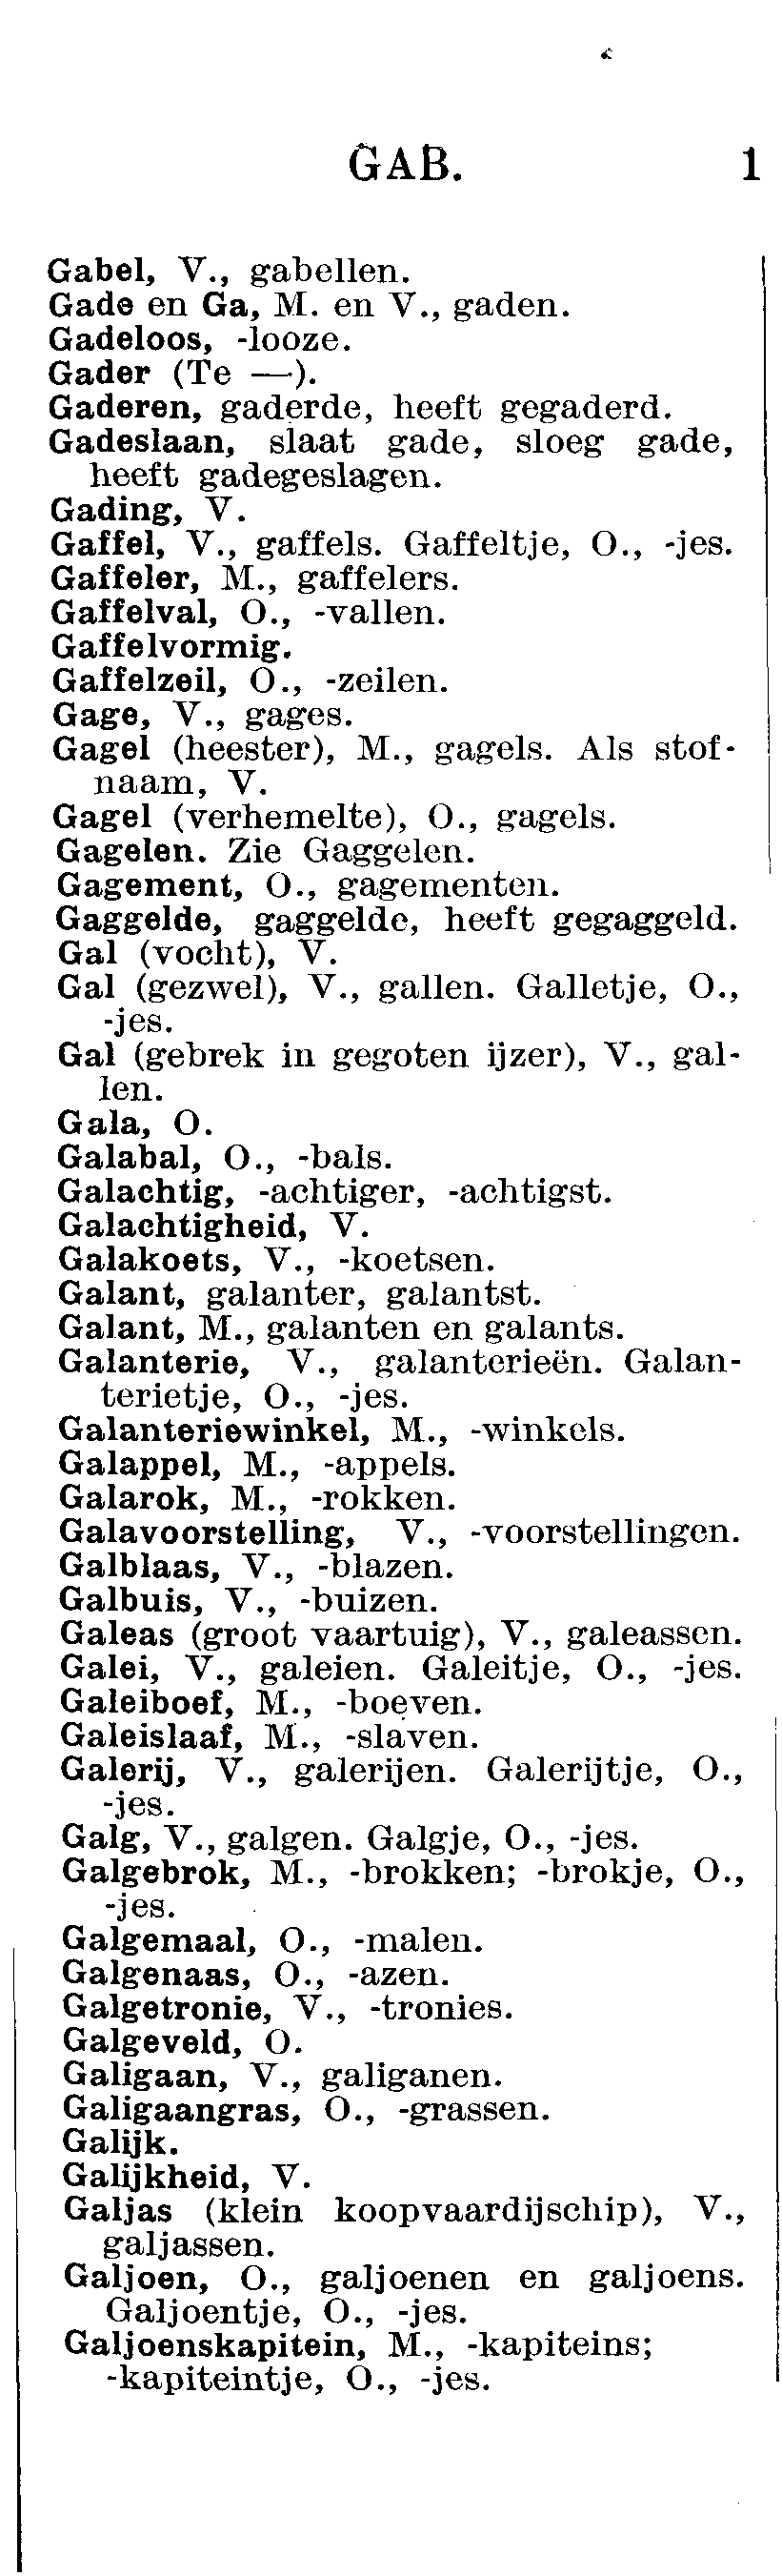 GAB. 1
Gabel, V., gabellen.
Gade en Ga, M. en V., gaden.
Gadeloos, -looze.
Gader (Te —).
Gaderen, gaderde, heeft gegaderd.
Gadeslaan, slaat gade, sloeg gade,
heeft gadegeslagen.
Gading, V.
Gaffel, V., gaffels. Gaffeltje, O., -jes.
Gaffeler, M., gaffelers.
Gaffelval, O., -vallen.
Gaffelvormig.
Gaffelzeil, O., -zeilen.
Gage, V., gages.
Gagel (heester), M., gagels. Als stof-
naam, V.
Gagel (verhemelte), O., gagels.
Gagelen. Zie Gaggelen.
Gagement, O., gagementen.
Gaggelde, gaggelde, heeft gegaggeld.
Gal (vocht), V.
Gal (gezwel), V., gallen. Galletje, O.,
-jes.
Gal (gebrek in gegoten ijzer), V., gal-
len.
Gala, O.
Galabal, O., -bals.
Galachtig, -achtiger, -achtigst.
Galachtigheid, V.
Galakoets, V., -koetsen.
Galant, galanter, galantst.
Galant, M., galanten en galants.
Galanterie, V., galanterieën. Galan-
terietje, O., -jes.
Galanteriewinkel, M., -winkels.
Galappel, M., -appels.
Galarok, M., -rokken.
Galavoorstelling, V., -voorstellingen.
Galblaas, V., -blazen.
Galbuis, V., -buizen.
Galeas (groot vaartuig), V., galeassen.
Galei, V., galeien. Galeitje, O., -jes.
Galeiboef, M., -boeven.
Galeislaaf, M., -slaven.
Galerij, V., galerijen. Galerijtje, O.,
-jes.
Galg, V., galgen. Galgje, O., -jes.
Galgebrok, M., -brokken; -brokje, O.,
-jes.
Galgemaal, O., -malen.
Galgenaas, O., -azen.
Galgetronie, V., -tronies.
Galgeveld, O.
Galigaan, V., galiganen.
Galigaangras, O., -grassen.
Galijk.
Galijkheid, V.
Galjas (klein koopvaardijschip), V.,
galjassen.
Galjoen, O., galjoenen en galjoens.
Galjoentje, O., -jes.
Galjoenskapitein, M., -kapiteins;
-kapiteintje, O., -jes.